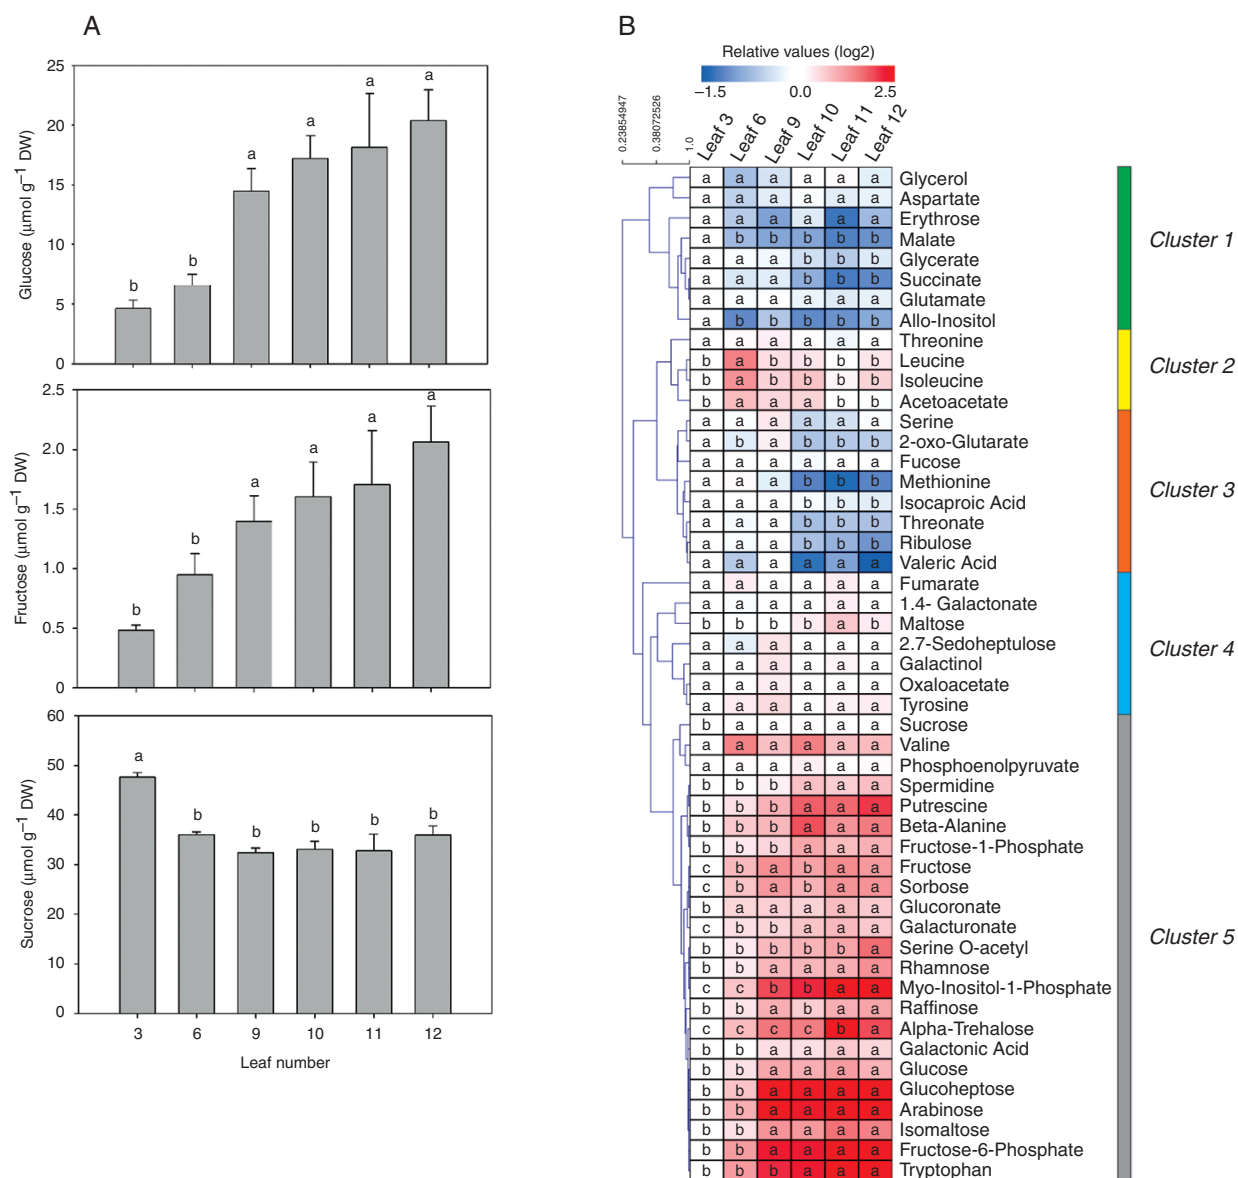 A
Glucose (μmol g–1 DW)
25
20
15
10
5
0
b
b
a
a
a
a
Fructose (μmol g–1 DW)
2.5
2.0
1.5
1.0
0.5
0
b
b
a
a
a
a
Sucrose (μmol g–1 DW)
60
50
40
30
20
10
0
a
b
b
b
b
b
3 6 9 10 11 12
Leaf number
B
Relative values (log2)
–1.5 0.0 2.5
0.23854947
0.38072526
1.0
Leaf 3 Leaf 6 Leaf 9 Leaf 10 Leaf 11 Leaf 12
a a a a a a Glycerol
a a a a a a Aspartate
a a a a a a Erythrose
a b b b b b Malate
a a a b b b Glycerate
a a a b b b Succinate
a a a a a a Glutamate
a b b b b b Allo-Inositol
Cluster 1
a a a a a a Threonine
b a b b b b Leucine
b a b b b b Isoleucine
b a a a b b Acetoacetate
Cluster 2
a a a a a a Serine
a b a b b b 2-oxo-Glutarate
a a a a a a Fucose
a a a b b b Methionine
a a a b b b Isocaproic Acid
a a a b b b Threonate
a a a b b b Ribulose
a a a a a a Valeric Acid
Cluster 3
a a a a a a Fumarate
a a a a a a 1.4- Galactonate
b b b b a b Maltose
a a a a a a 2.7-Sedoheptulose
a a a a a a Galactinol
a a a a a a Oxaloacetate
a a a a a a Tyrosine
Cluster 4
b a a a a a Sucrose
a a a a a a Valine
a a a a a a Phosphoenolpyruvate
b b b a a a Spermidine
b b b a a a Putrescine
b b b a a a Beta-Alanine
b b b a a a Fructose-1-Phosphate
c b a b a a Fructose
c b a b a a Sorbose
b a a a a a Glucoronate
c b b a a a Galacturonate
b b b b b a Serine O-acetyl
b b a a a a Rhamnose
c c b b a a Myo-Inositol-1-Phosphate
b b a b a a Raffinose
c c c c b a Alpha-Trehalose
b b a a a a Galactonic Acid
b b a a a a Glucose
b b a a a a Glucoheptose
b b a a a a Arabinose
b b a a a a Isomaltose
b b a a a a Fructose-6-Phosphate
b b b a a a Tryptophan
Cluster 5